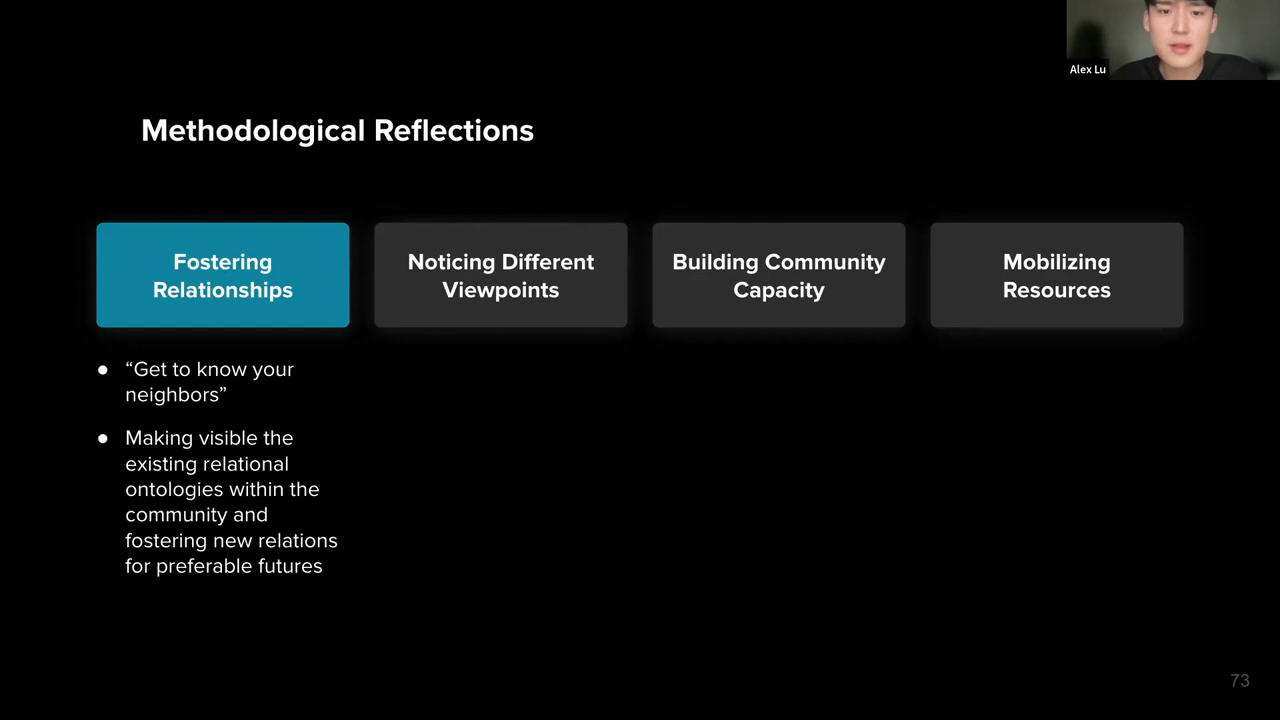 Alex Lu
Methodological Reflections
Fostering
Relationships
Noticing Different
Viewpoints
Building Community
Capacity
Mobilizing
Resources
● “Get to know your
neighbors”
● Making visible the
existing relational
ontologies within the
community and
fostering new relations
for preferable futures
73